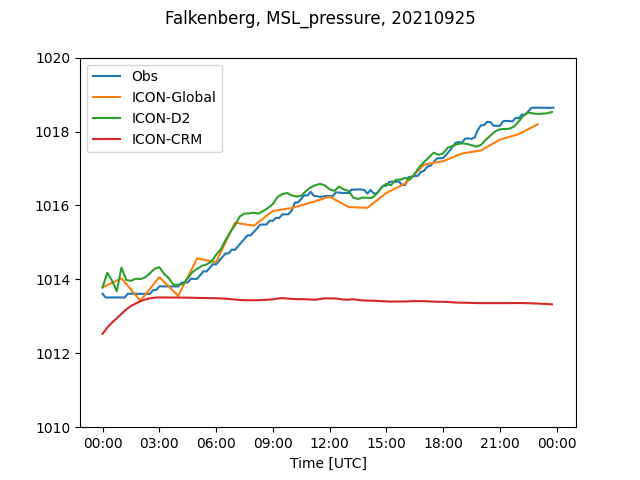 Falkenberg, MSL_pressure, 20210925
1020
1018
1016
1014
1012
1010
Obs
ICON-Global
ICON-D2
ICON-CRM
00:00 03:00 06:00 09:00 12:00 15:00 18:00 21:00 00:00
Time [UTC]